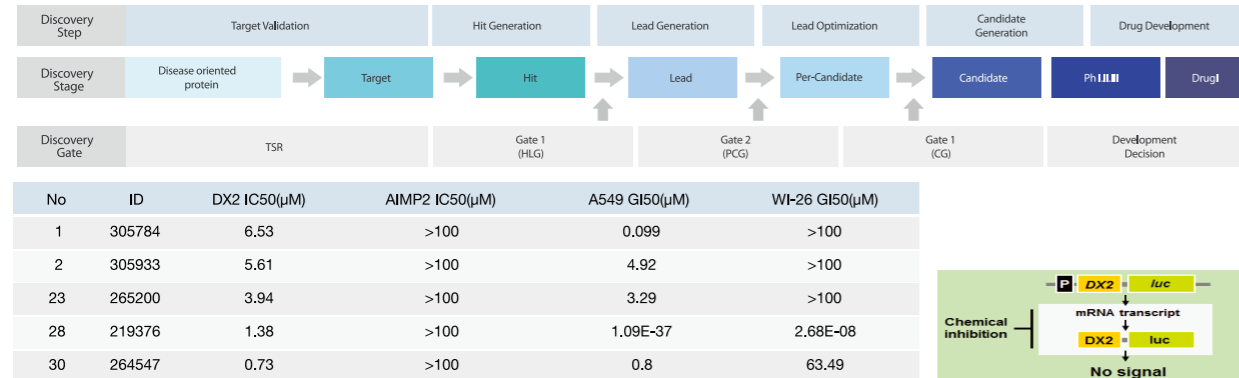 Discovery Step
Target Validation
Hit Generation
Lead Generation
Lead Optimization
Candidate Generation
Drug Development
Discovery Stage
Disease oriented protein
Target
Hit
Lead
Per-Candidate
Candidate
Ph I.II.III
DrugI
Discovery Gate
TSR
Gate 1 (HLG)
Gate 2 (PCG)
Gate 1 (CG)
Development Decision
No ID DX2 IC50(μM) AIMP2 IC50(μM) A549 GI50(μM) WI-26 GI50(μM)
1 305784 6.53 >100 0.099 >100
2 305933 5.61 >100 4.92 >100
23 265200 3.94 >100 3.29 >100
28 219376 1.38 >100 1.09E-37 2.68E-08
30 264547 0.73 >100 0.8 63.49
P DX2 luc
mRNA transcript
Chemical inhibition
DX2 luc
No signal